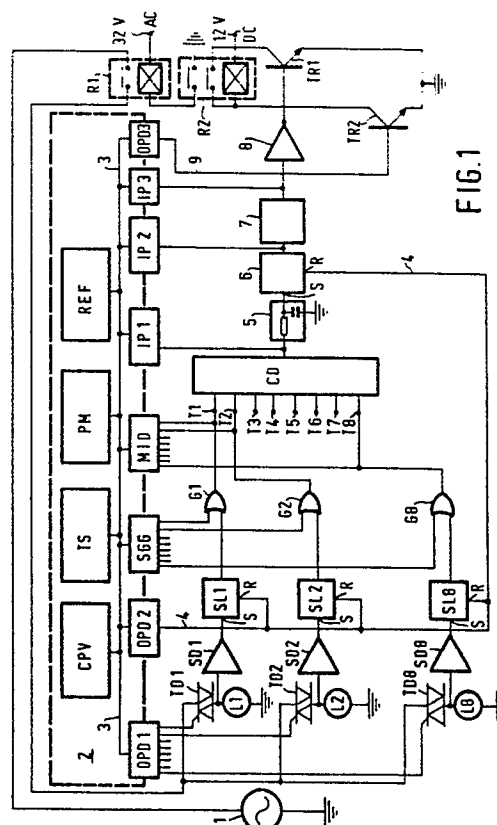 FIG.1
32 V
AC
R1
12 V
DC
R2
TR1
TR2
8
9
3
OPD3
IP3
IP2
IP1
REF
PM
TS
CPV
2
3
MID
SGG
OPD2
OPD1
7
6
R
S
5
4
CD
T1
T2
T3
T4
T5
T6
T7
T8
G1
G2
G8
SL1
S
R
SL2
S
R
SL8
S
R
4
SD1
SD2
SD8
TD1
TD2
TD8
L1
L2
L8
1